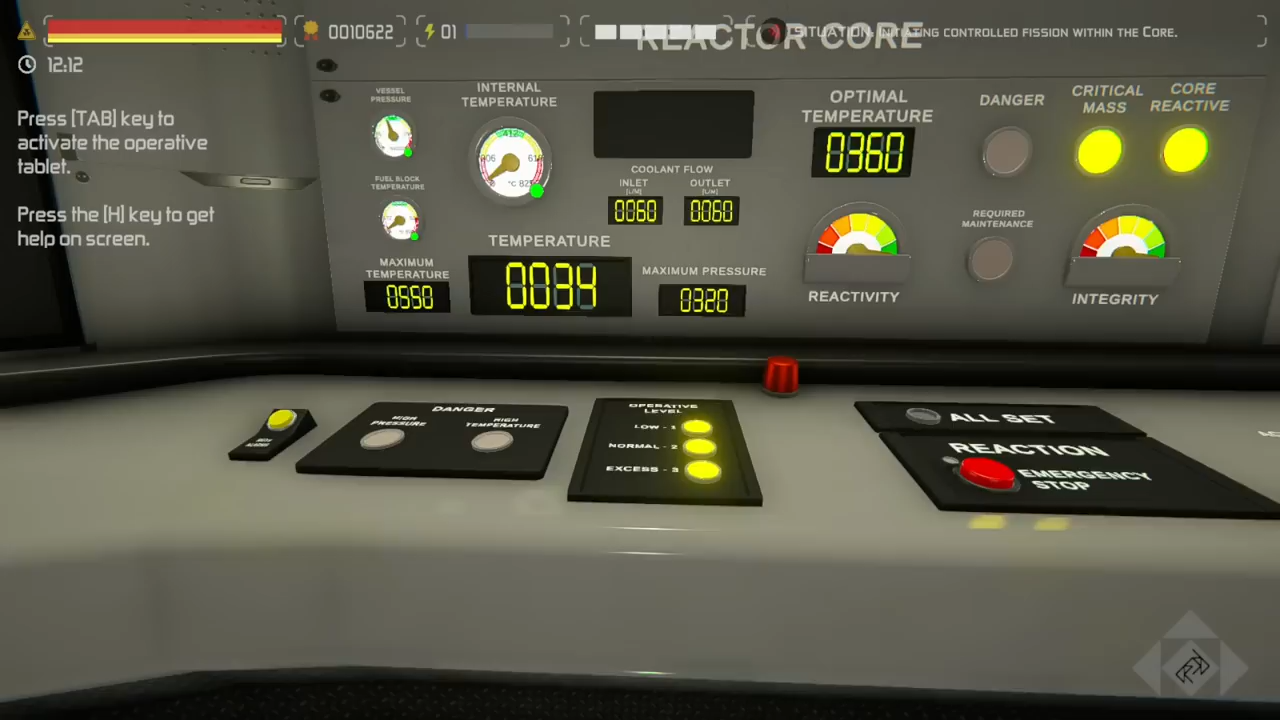 0010622
01
SITUATION: INITIATING CONTROLLED FISSION WITHIN THE CORE.
REACTOR CORE
12:12
Press [TAB] key to
activate the operative
tablet.
Press the [H] key to get
help on screen.
VESSEL
PRESSURE
INTERNAL
TEMPERATURE
FUEL BLOCK
TEMPERATURE
°C
COOLANT FLOW
INLET
OUTLET
0060
0060
OPTIMAL
TEMPERATURE
0360
DANGER
CRITICAL
MASS
CORE
REACTIVE
REQUIRED
MAINTENANCE
TEMPERATURE
0034
MAXIMUM
TEMPERATURE
0550
MAXIMUM PRESSURE
0320
REACTIVITY
INTEGRITY
DANGER
HIGH
PRESSURE
HIGH
TEMPERATURE
OPERATIVE
LEVEL
LOW - 1
NORMAL - 2
EXCESS - 3
ALL SET
REACTION
EMERGENCY
STOP